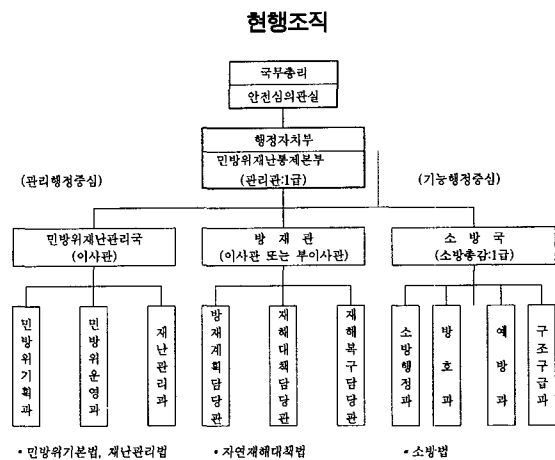 현행조직
국무총리
안전심의관실
행정자치부
민방위재난통제본부
(관리관:1급)
(관리행정중심)
(기능행정중심)
민방위재난관리국
(이사관)
방 재 관
(이사관 또는 부이사관)
소 방 국
(소방총감:1급)
민방위기획과
민방위운영과
재난관리과
방재계획담당관
재해대책담당관
재해복구담당관
소방행정과
방호과
예방과
구조구급과
• 민방위기본법, 재난관리법
• 자연재해대책법
• 소방법